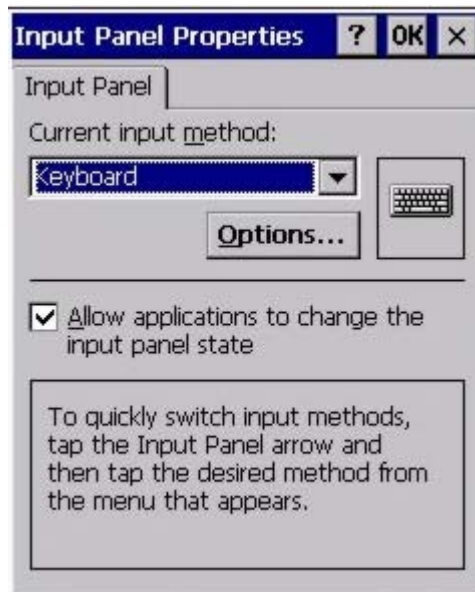 Input Panel Properties ? OK ×
Input Panel
Current input method:
Keyboard
Options...
Allow applications to change the
input panel state
To quickly switch input methods,
tap the Input Panel arrow and
then tap the desired method from
the menu that appears.